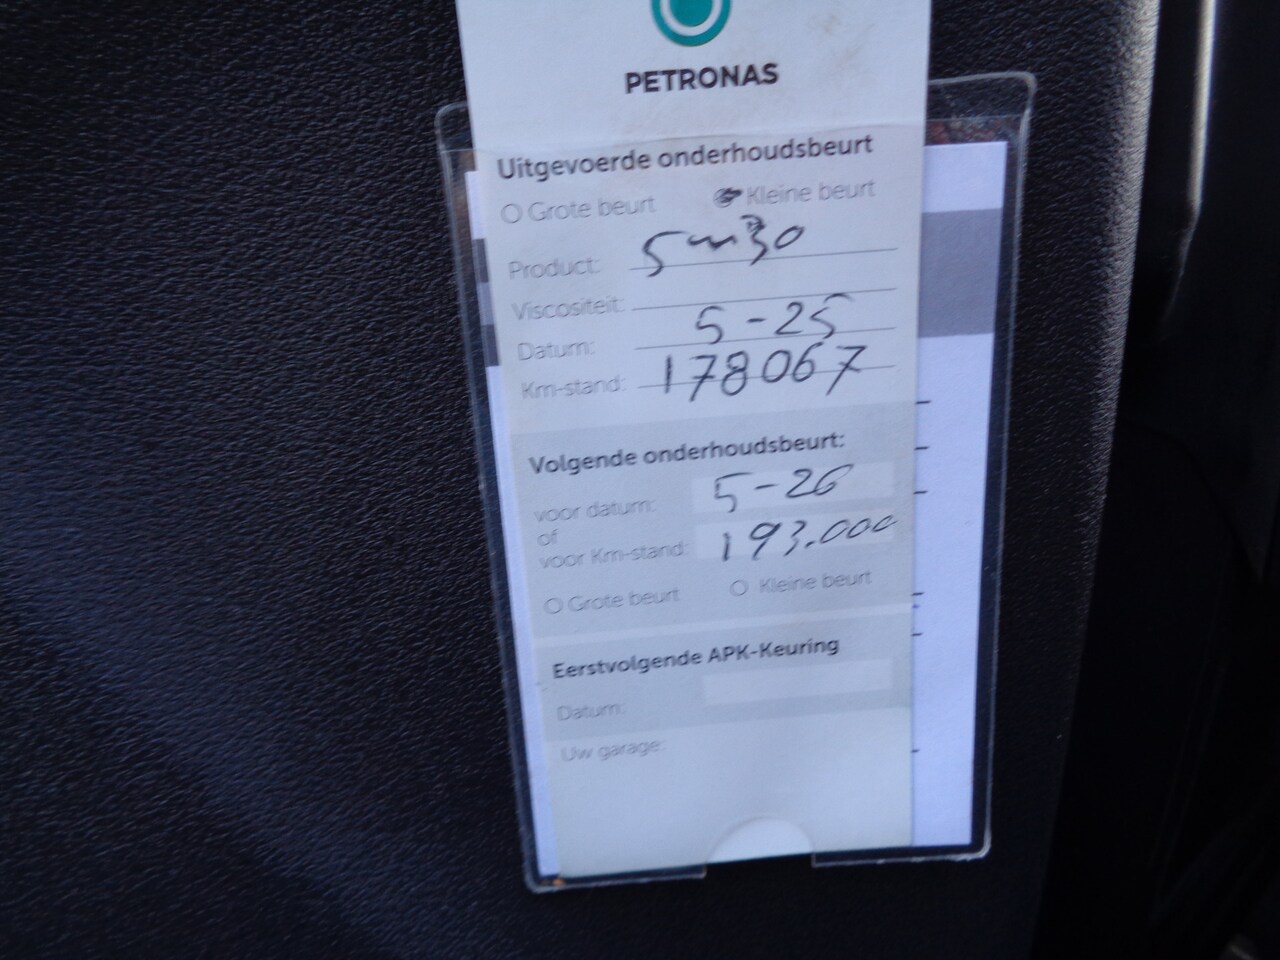 PETRONAS
Uitgevoerde onderhoudsbeurt
Grote beurt Kleine beurt
Product: 5w30
Viscositeit:
Datum: 5-25
Km-stand: 178067
Volgende onderhoudsbeurt:
voor datum: 5-26
of
voor Km-stand: 193.000
Grote beurt Kleine beurt
Eerstvolgende APK-Keuring
Datum:
Uw garage: